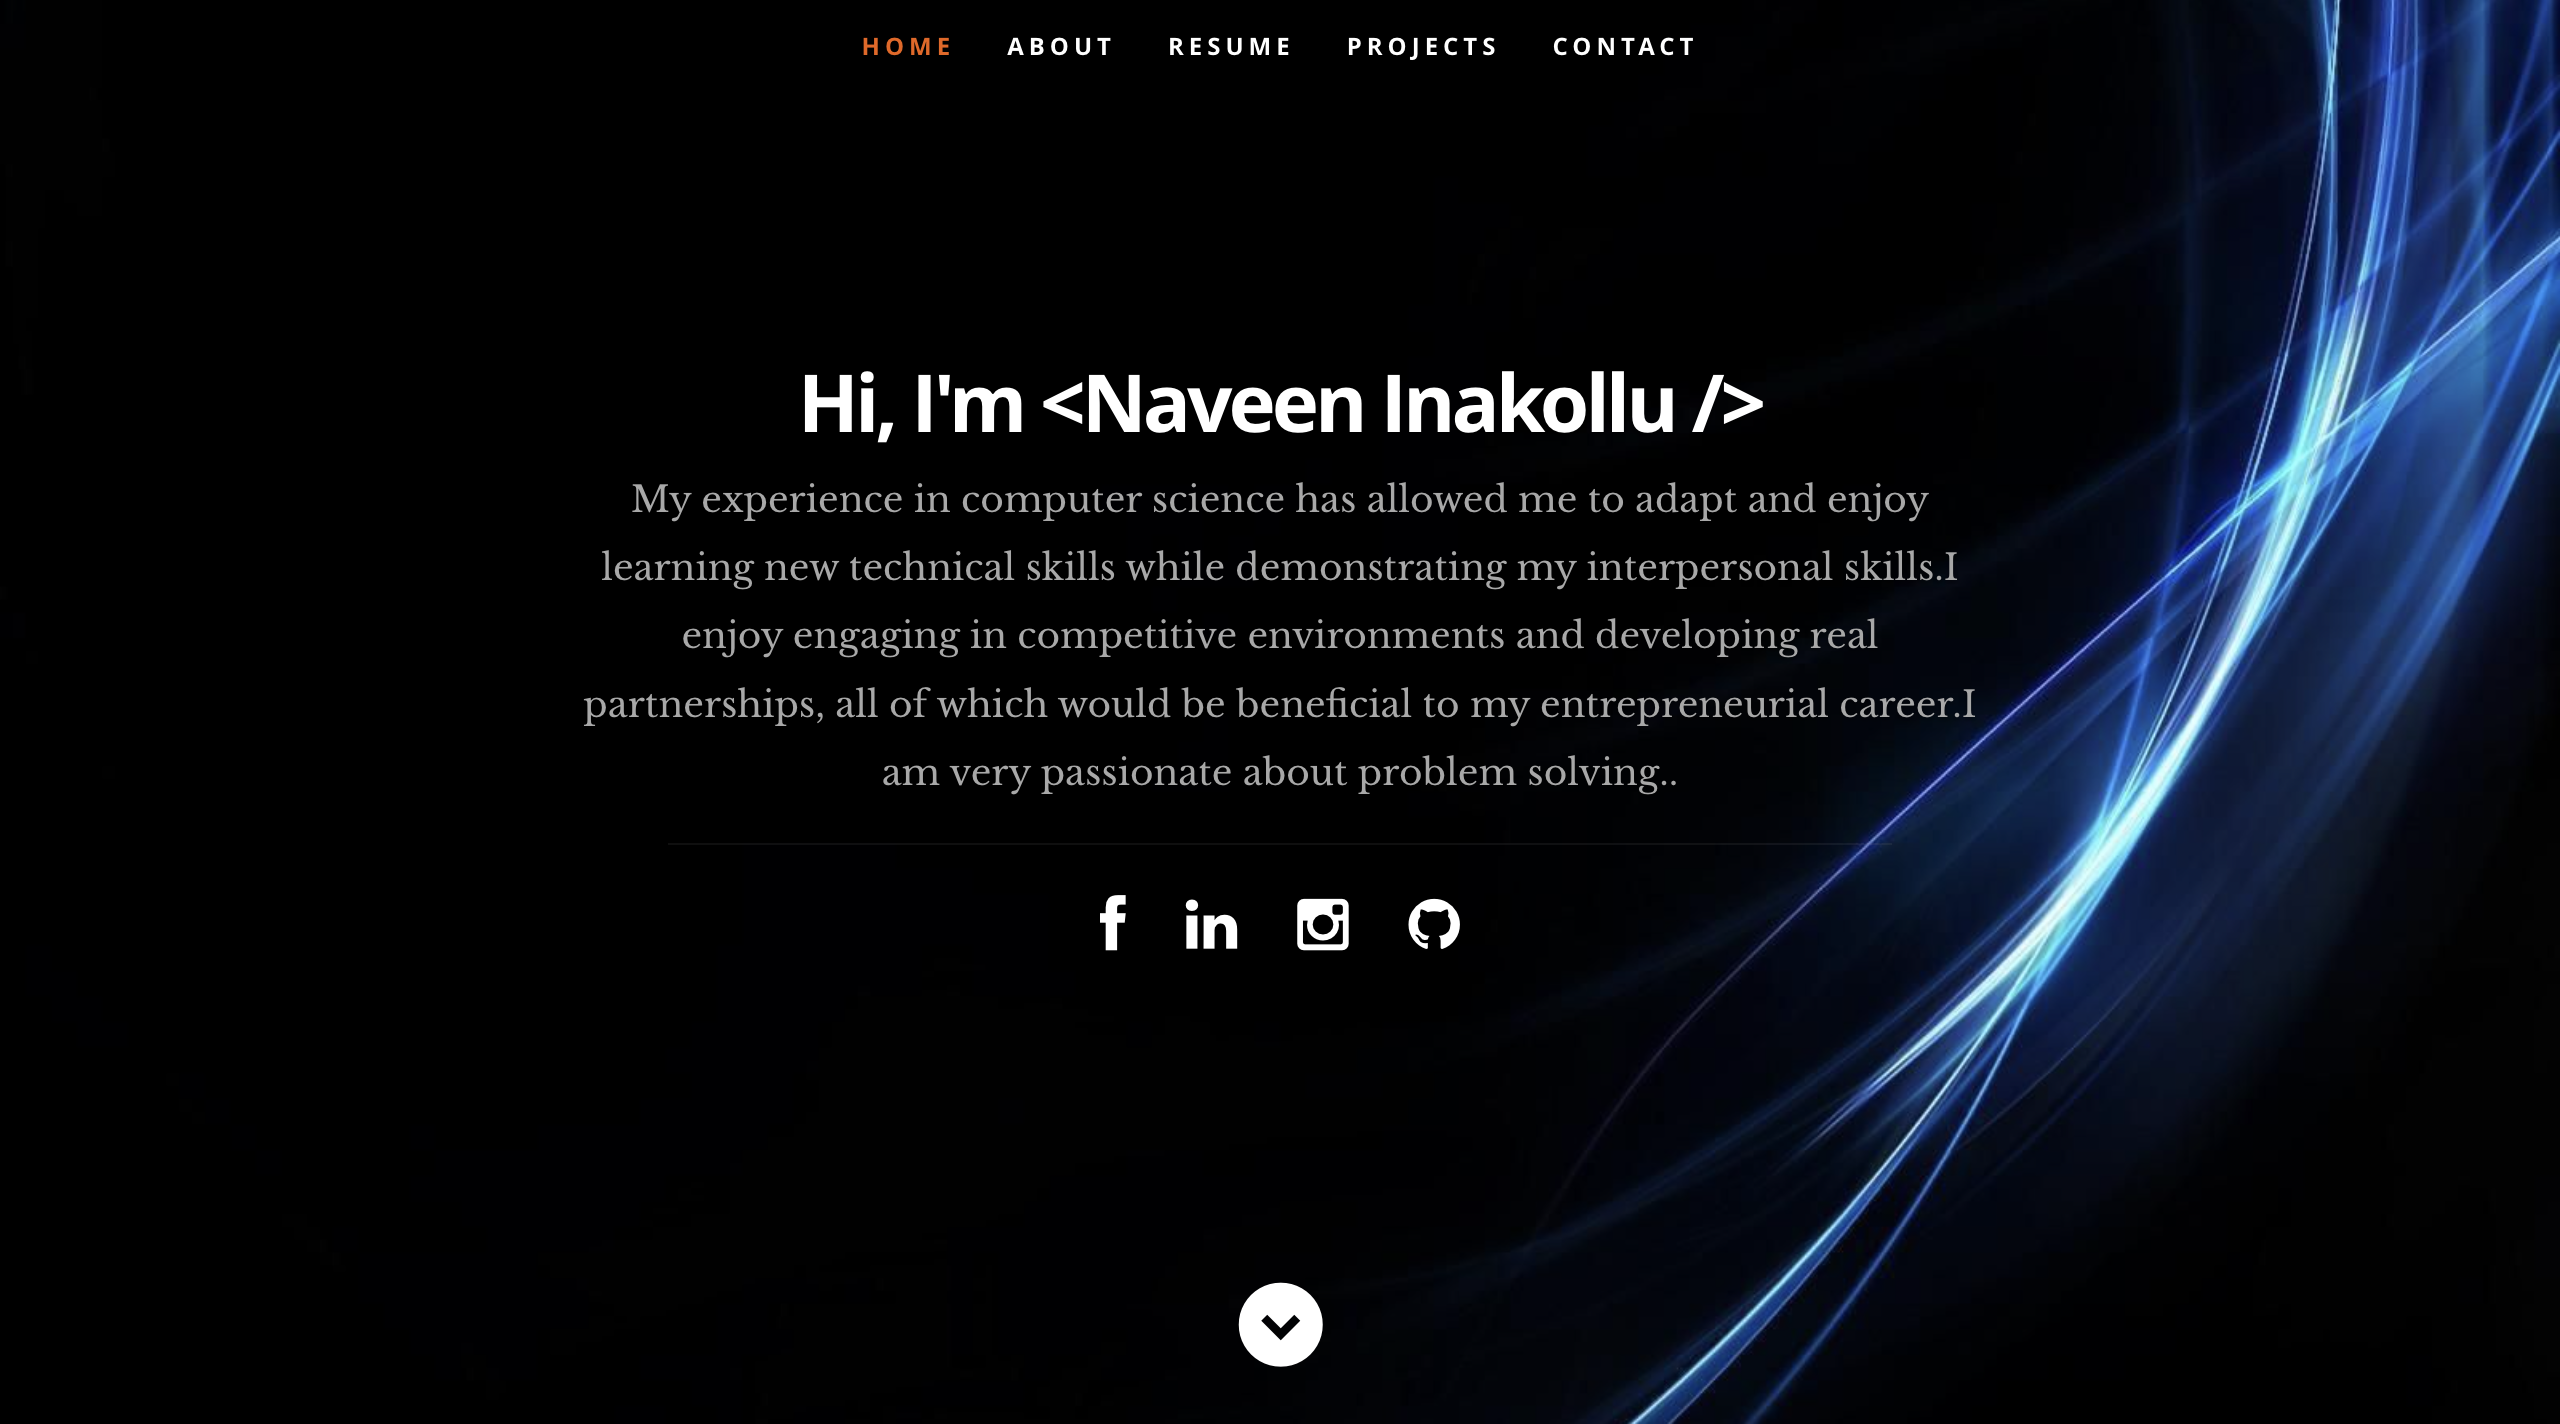 HOME ABOUT RESUME PROJECTS CONTACT
Hi, I'm <Naveen Inakollu />
My experience in computer science has allowed me to adapt and enjoy
learning new technical skills while demonstrating my interpersonal skills.I
enjoy engaging in competitive environments and developing real
partnerships, all of which would be beneficial to my entrepreneurial career.I
am very passionate about problem solving..